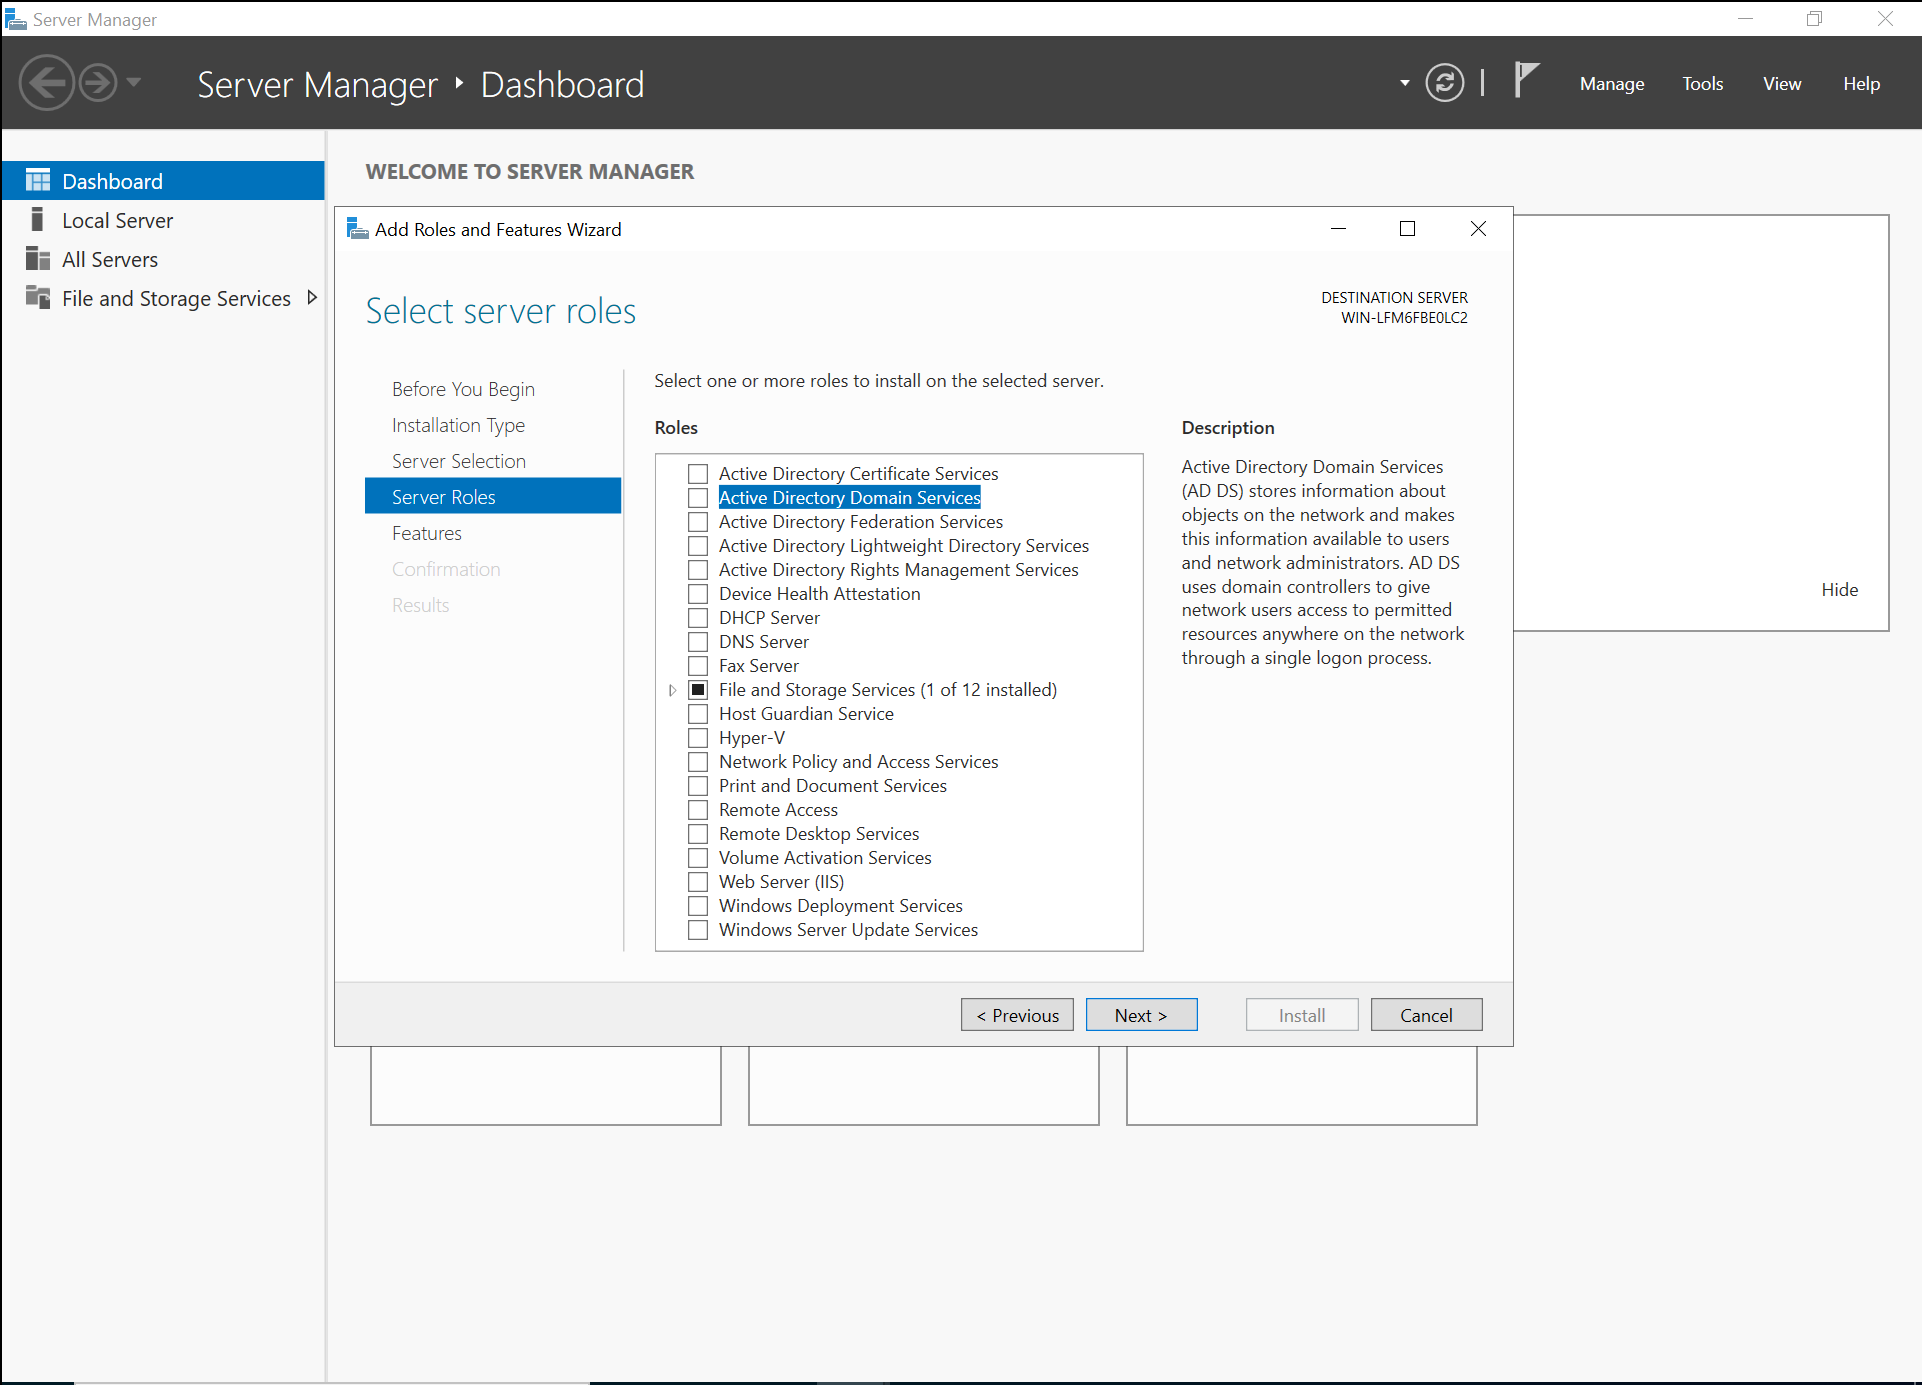 Server Manager
Server Manager ‣ Dashboard
Manage
Tools
View
Help
Dashboard
Local Server
All Servers
File and Storage Services
WELCOME TO SERVER MANAGER
Hide
Add Roles and Features Wizard
Select server roles
DESTINATION SERVER
WIN-LFM6FBE0LC2
Before You Begin
Installation Type
Server Selection
Server Roles
Features
Confirmation
Results
Select one or more roles to install on the selected server.
Roles
Active Directory Certificate Services
Active Directory Domain Services
Active Directory Federation Services
Active Directory Lightweight Directory Services
Active Directory Rights Management Services
Device Health Attestation
DHCP Server
DNS Server
Fax Server
File and Storage Services (1 of 12 installed)
Host Guardian Service
Hyper-V
Network Policy and Access Services
Print and Document Services
Remote Access
Remote Desktop Services
Volume Activation Services
Web Server (IIS)
Windows Deployment Services
Windows Server Update Services
Description
Active Directory Domain Services
(AD DS) stores information about
objects on the network and makes
this information available to users
and network administrators. AD DS
uses domain controllers to give
network users access to permitted
resources anywhere on the network
through a single logon process.
< Previous
Next >
Install
Cancel